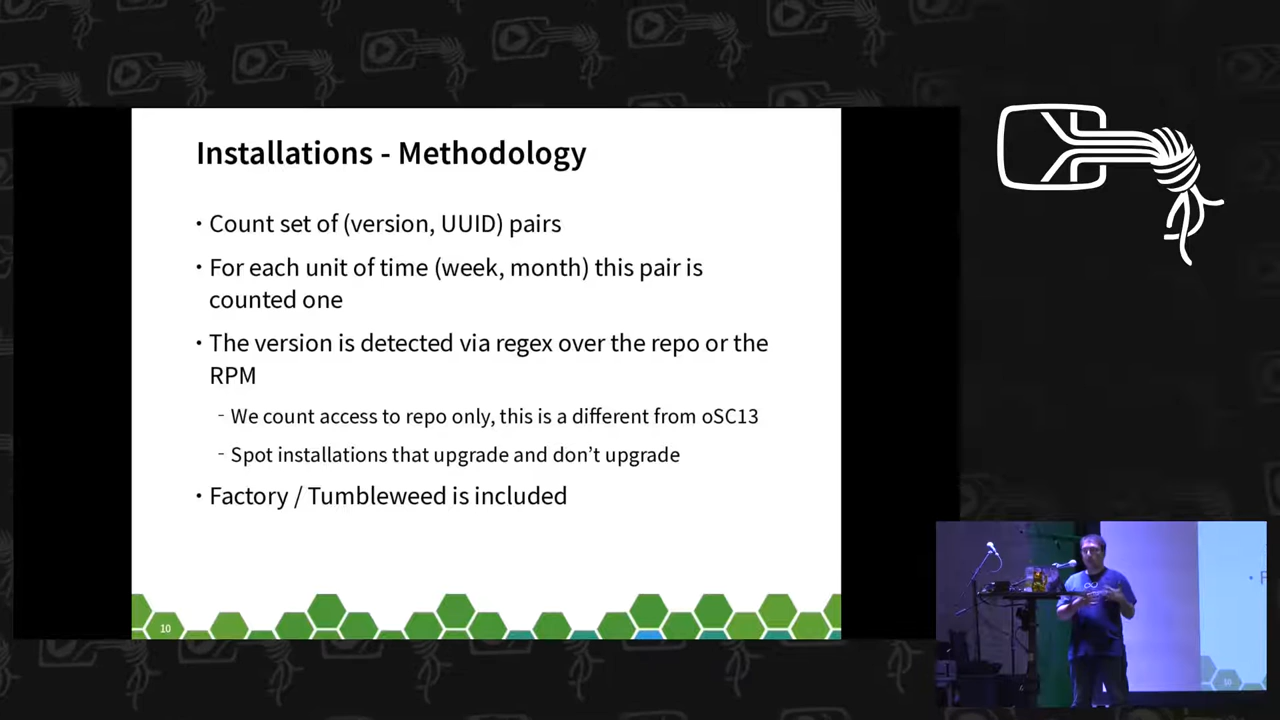 Installations - Methodology
• Count set of (version, UUID) pairs
• For each unit of time (week, month) this pair is
counted one
• The version is detected via regex over the repo or the
RPM
- We count access to repo only, this is a different from oSC13
- Spot installations that upgrade and don’t upgrade
• Factory / Tumbleweed is included
10